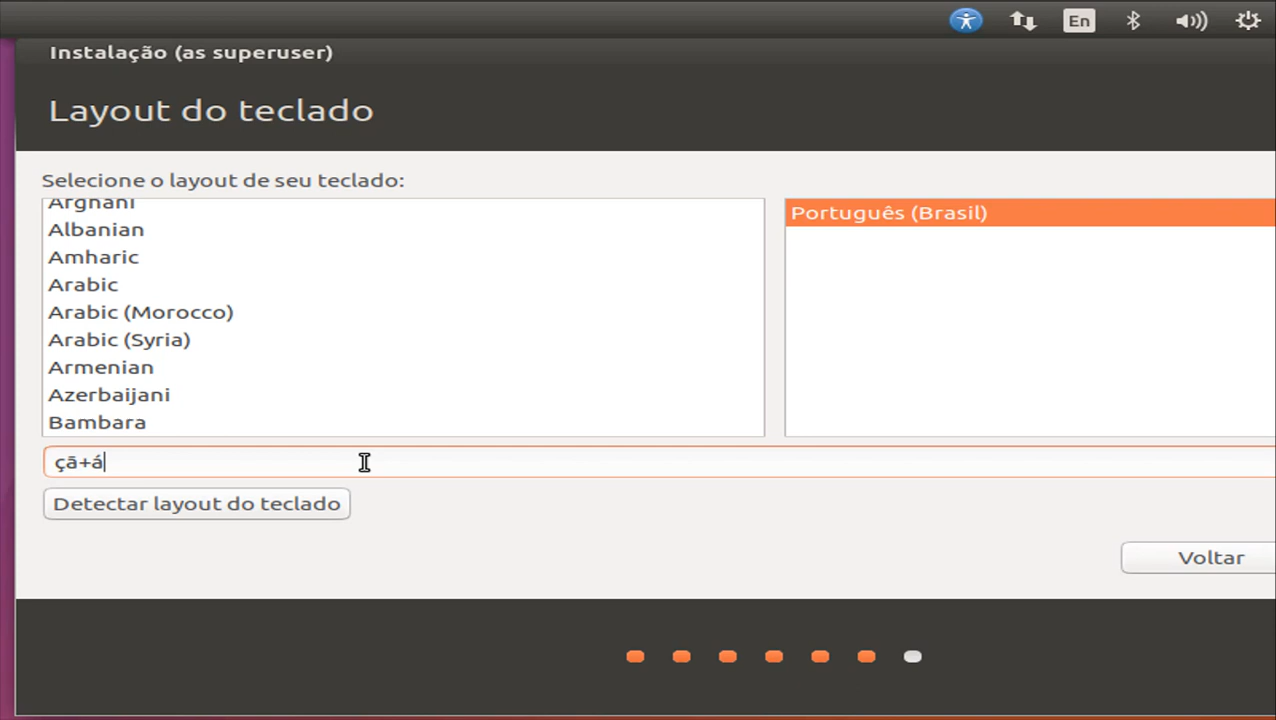 En
Instalação (as superuser)
Layout do teclado
Selecione o layout de seu teclado:
Português (Brasil)
Albanian
Amharic
Arabic
Arabic (Morocco)
Arabic (Syria)
Armenian
Azerbaijani
Bambara
çã+á
Detectar layout do teclado
Voltar